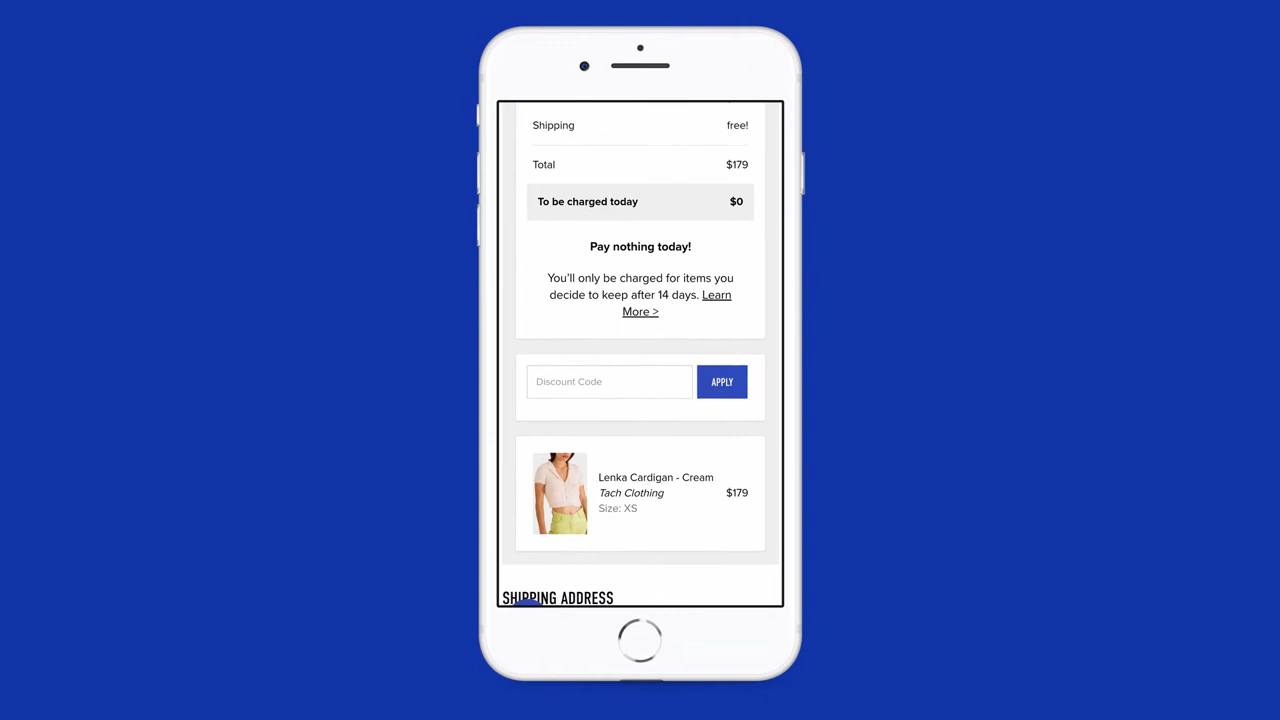 Shipping free!
Total $179
To be charged today $0
Pay nothing today!
You'll only be charged for items you
decide to keep after 14 days. Learn
More >
Discount Code APPLY
Lenka Cardigan - Cream
Tach Clothing $179
Size: XS
SHIPPING ADDRESS